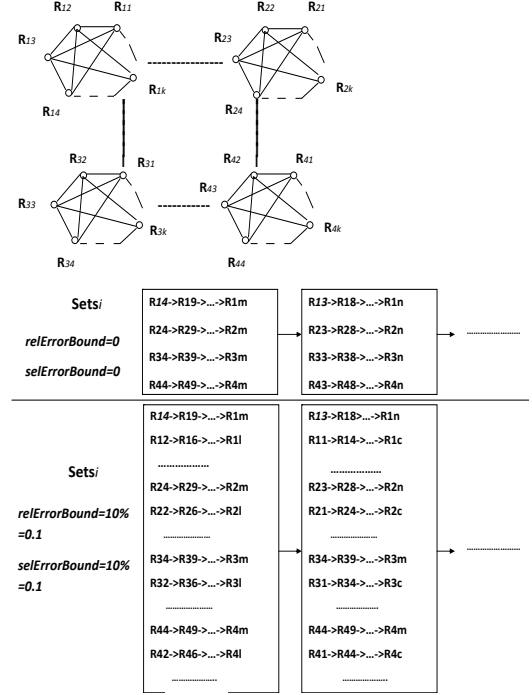 R12 R11 R22 R21
R13 R23
R1k R2k
R14 R24
R32 R31 R42 R41
R33 R43
R3k R4k
R34 R44
Setsi
relErrorBound=0
selErrorBound=0
R14->R19->...->R1m
R24->R29->...->R2m
R34->R39->...->R3m
R44->R49->...->R4m
R13->R18->...->R1n
R23->R28->...->R2n
R33->R38->...->R3n
R43->R48->...->R4n
.....................
Setsi
relErrorBound=10%
=0.1
selErrorBound=10%
=0.1
R14->R19->...->R1m
R12->R16->...->R1l
.....................
R24->R29->...->R2m
R22->R26->...->R2l
.....................
R34->R39->...->R3m
R32->R36->...->R3l
.....................
R44->R49->...->R4m
R42->R46->...->R4l
.....................
R13->R18>...->R1n
R11->R14->...->R1c
.....................
R23->R28->...->R2n
R21->R24->...->R2c
.....................
R34->R39->...->R3m
R31->R34->...->R3c
.....................
R44->R49->...->R4m
R41->R44->...->R4c
.....................
.....................